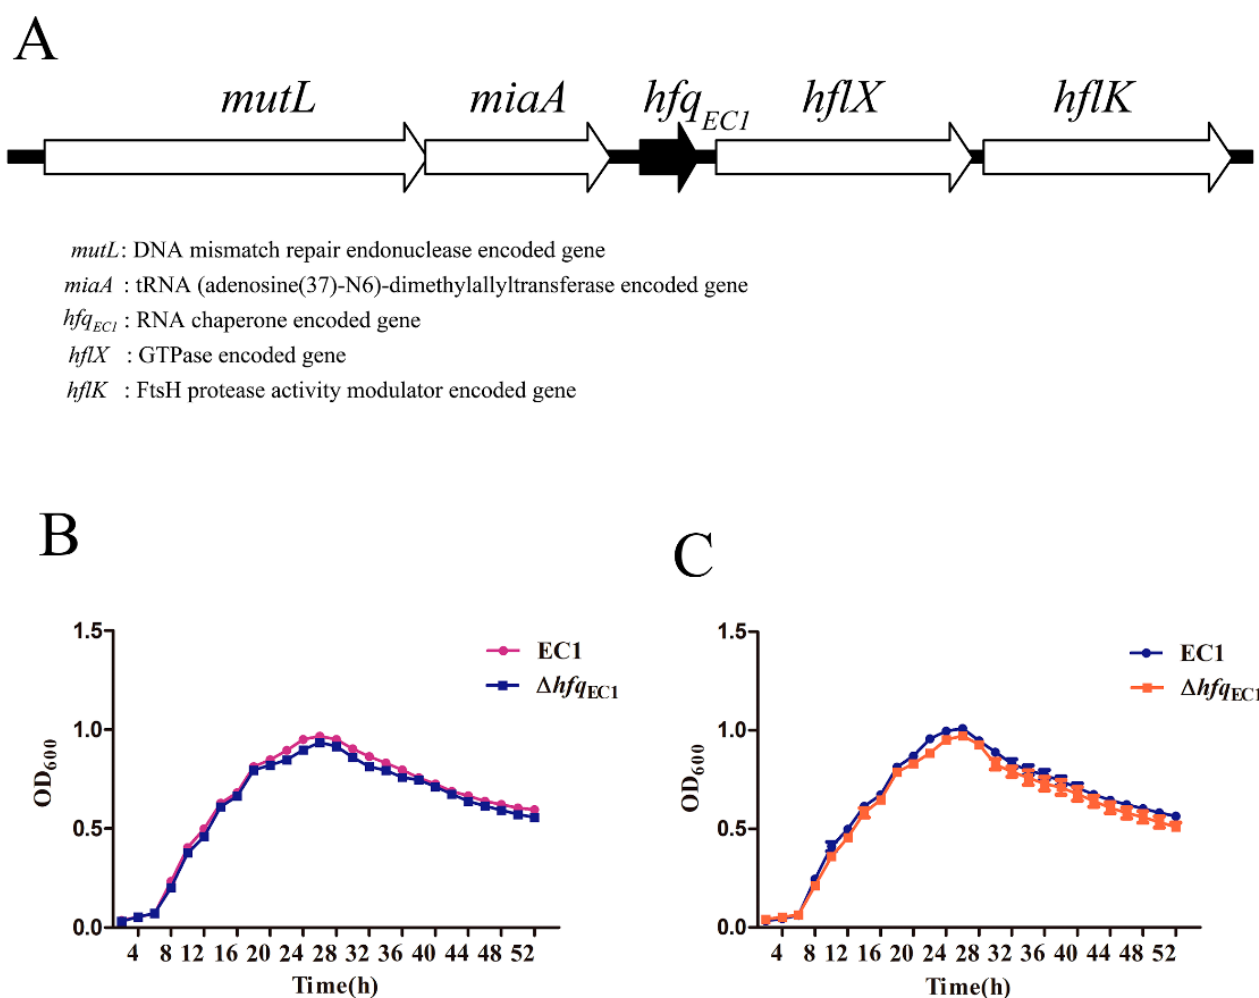 A
mutL miaA hfqEC1 hflX hflK
mutL: DNA mismatch repair endonuclease encoded gene
miaA : tRNA (adenosine(37)-N6)-dimethylallyltransferase encoded gene
hfqEC1 : RNA chaperone encoded gene
hflX : GTPase encoded gene
hflK : FtsH protease activity modulator encoded gene
B
1.5
1.0
0.5
0.0
OD600
EC1
ΔhfqEC1
4 8 12 16 20 24 28 32 36 40 44 48 52
Time(h)
C
1.5
1.0
0.5
0.0
OD600
EC1
ΔhfqEC1
4 8 12 16 20 24 28 32 36 40 44 48 52
Time(h)